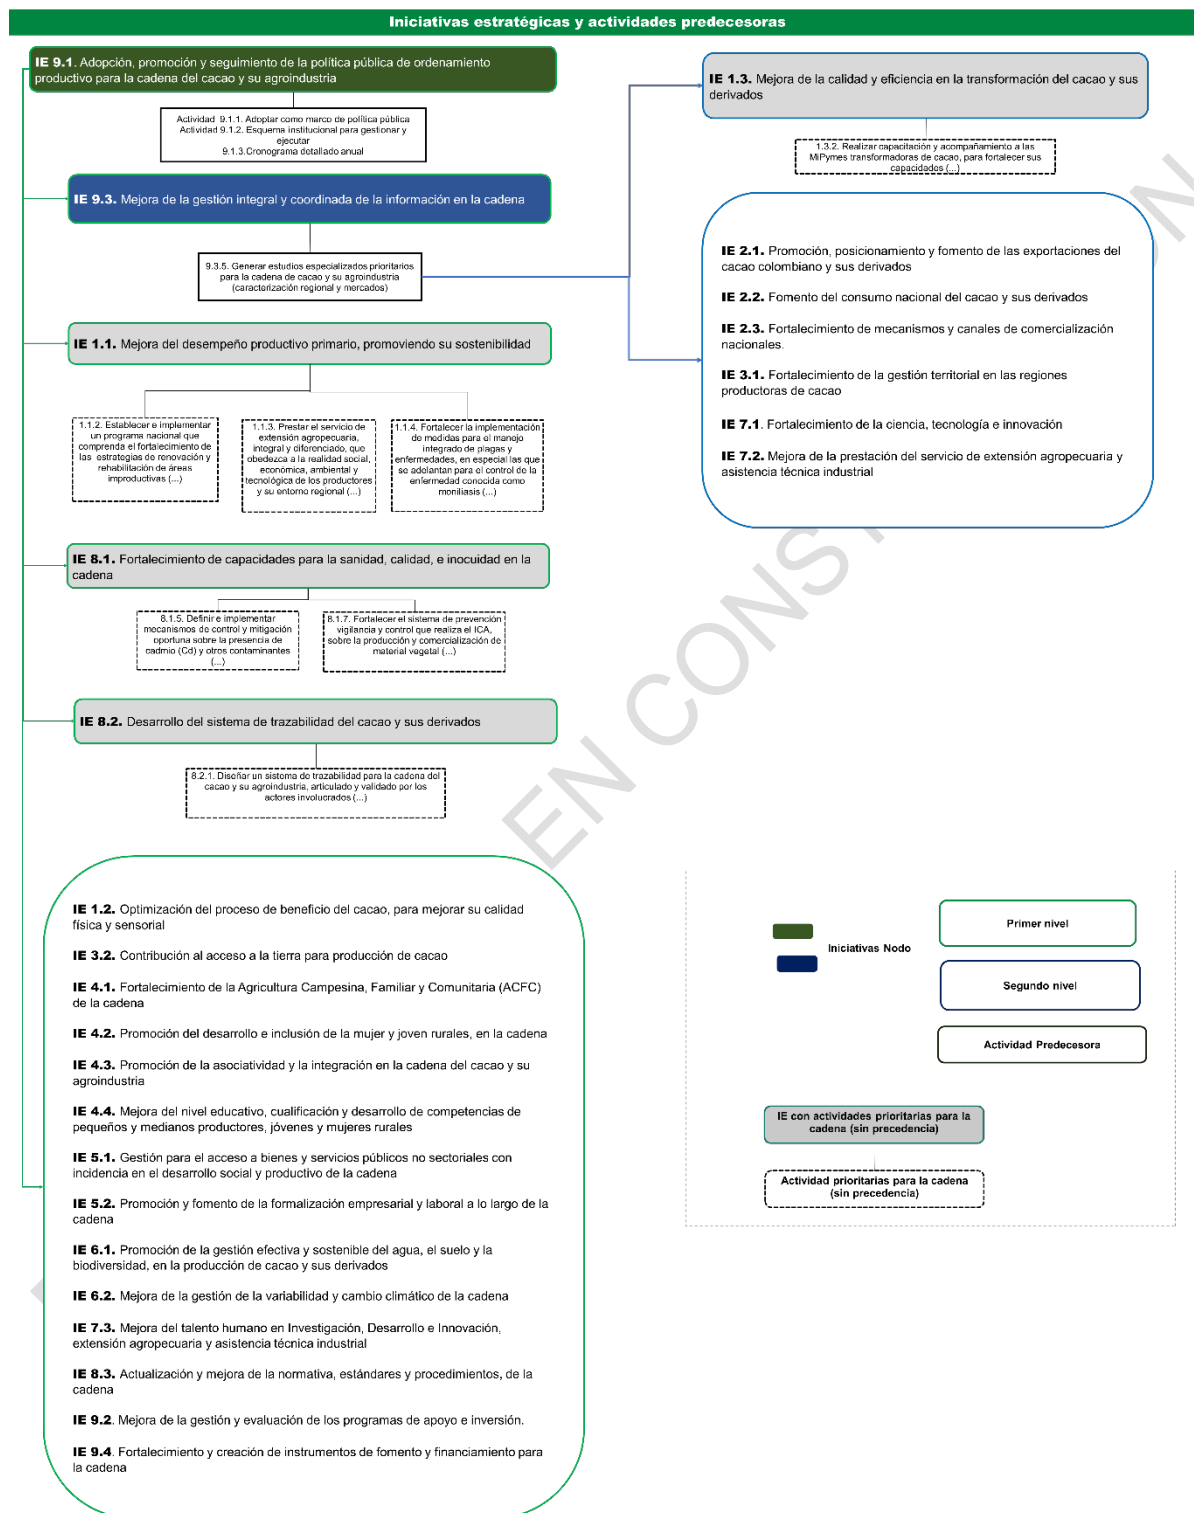 Iniciativas estratégicas y actividades predecesoras
IE 9.1. Adopción, promoción y seguimiento de la política pública de ordenamiento
productivo para la cadena del cacao y su agroindustria
Actividad 9.1.1. Adoptar como marco de política pública
Actividad 9.1.2. Esquema institucional para gestionar y
ejecutar
9.1.3.Cronograma detallado anual
IE 9.3. Mejora de la gestión integral y coordinada de la información en la cadena
9.3.5. Generar estudios especializados prioritarios
para la cadena de cacao y su agroindustria
(caracterización regional y mercados)
IE 1.1. Mejora del desempeño productivo primario, promoviendo su sostenibilidad
1.1.2. Establecer e implementar
un programa nacional que
comprenda el fortalecimiento de
las estrategias de renovación y
rehabilitación de áreas
improductivas (...)
1.1.3. Prestar el servicio de
extensión agropecuaria,
integral y diferenciado, que
obedezca a la realidad social,
económica, ambiental y
tecnológica de los productores
y su entorno regional (...)
1.1.4. Fortalecer la implementación
de medidas para el manejo
integrado de plagas y
enfermedades, en especial las que
se adelantan para el control de la
enfermedad conocida como
moniliasis (...)
IE 8.1. Fortalecimiento de capacidades para la sanidad, calidad, e inocuidad en la
cadena
8.1.5. Definir e implementar
mecanismos de control y mitigación
oportuna sobre la presencia de
cadmio (Cd) y otros contaminantes
(...)
8.1.7. Fortalecer el sistema de prevención
vigilancia y control que realiza el ICA,
sobre la producción y comercialización de
material vegetal (...)
IE 8.2. Desarrollo del sistema de trazabilidad del cacao y sus derivados
8.2.1. Diseñar un sistema de trazabilidad para la cadena del
cacao y su agroindustria, articulado y validado por los
actores involucrados (...)
IE 1.2. Optimización del proceso de beneficio del cacao, para mejorar su calidad
física y sensorial
IE 3.2. Contribución al acceso a la tierra para producción de cacao
IE 4.1. Fortalecimiento de la Agricultura Campesina, Familiar y Comunitaria (ACFC)
de la cadena
IE 4.2. Promoción del desarrollo e inclusión de la mujer y joven rurales, en la cadena
IE 4.3. Promoción de la asociatividad y la integración en la cadena del cacao y su
agroindustria
IE 4.4. Mejora del nivel educativo, cualificación y desarrollo de competencias de
pequeños y medianos productores, jóvenes y mujeres rurales
IE 5.1. Gestión para el acceso a bienes y servicios públicos no sectoriales con
incidencia en el desarrollo social y productivo de la cadena
IE 5.2. Promoción y fomento de la formalización empresarial y laboral a lo largo de la
cadena
IE 6.1. Promoción de la gestión efectiva y sostenible del agua, el suelo y la
biodiversidad, en la producción de cacao y sus derivados
IE 6.2. Mejora de la gestión de la variabilidad y cambio climático de la cadena
IE 7.3. Mejora del talento humano en Investigación, Desarrollo e Innovación,
extensión agropecuaria y asistencia técnica industrial
IE 8.3. Actualización y mejora de la normativa, estándares y procedimientos, de la
cadena
IE 9.2. Mejora de la gestión y evaluación de los programas de apoyo e inversión.
IE 9.4. Fortalecimiento y creación de instrumentos de fomento y financiamiento para
la cadena
IE 1.3. Mejora de la calidad y eficiencia en la transformación del cacao y sus
derivados
1.3.2. Realizar capacitación y acompañamiento a las
MiPymes transformadoras de cacao, para fortalecer sus
capacidades (...)
IE 2.1. Promoción, posicionamiento y fomento de las exportaciones del
cacao colombiano y sus derivados
IE 2.2. Fomento del consumo nacional del cacao y sus derivados
IE 2.3. Fortalecimiento de mecanismos y canales de comercialización
nacionales.
IE 3.1. Fortalecimiento de la gestión territorial en las regiones
productoras de cacao
IE 7.1. Fortalecimiento de la ciencia, tecnología e innovación
IE 7.2. Mejora de la prestación del servicio de extensión agropecuaria y
asistencia técnica industrial
Iniciativas Nodo
Primer nivel
Segundo nivel
Actividad Predecesora
IE con actividades prioritarias para la
cadena (sin precedencia)
Actividad prioritarias para la cadena
(sin precedencia)
EN CONST